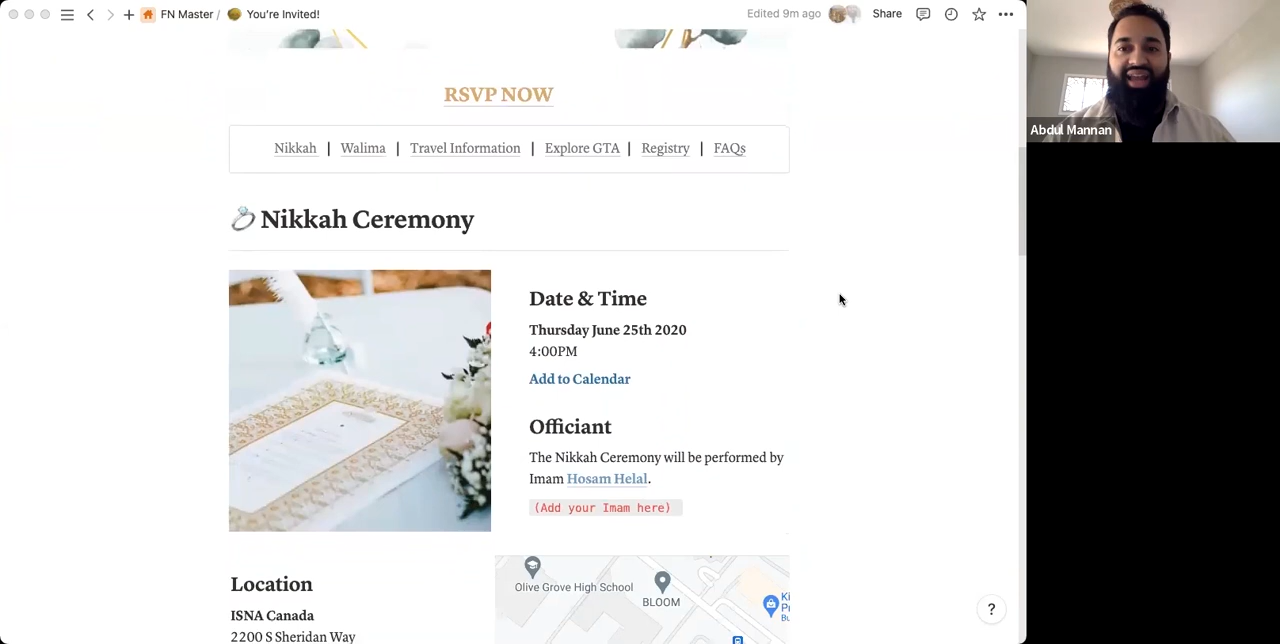 FN Master / You're Invited!
Edited 9m ago
Share
RSVP NOW
Nikkah | Walima | Travel Information | Explore GTA | Registry | FAQs
Nikkah Ceremony
Date & Time
Thursday June 25th 2020
4:00PM
Add to Calendar
Officiant
The Nikkah Ceremony will be performed by
Imam Hosam Helal.
(Add your Imam here)
Location
ISNA Canada
2200 S Sheridan Way
Olive Grove High School
BLOOM
?
Abdul Mannan